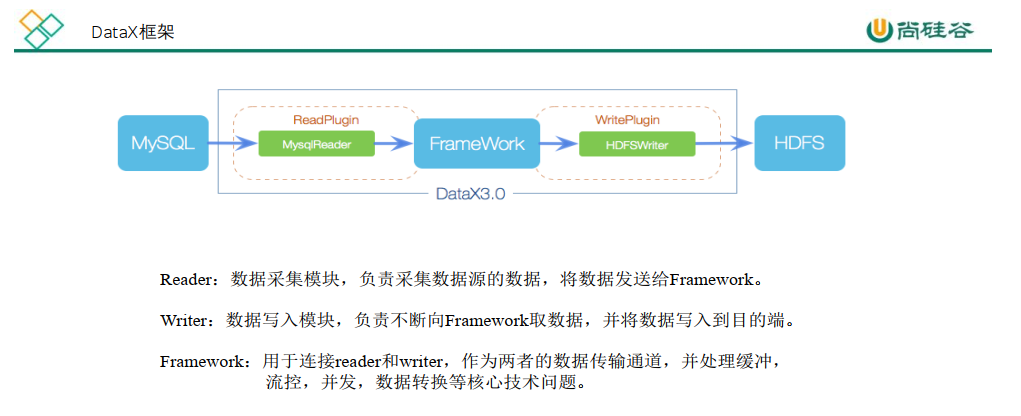 DataX框架
尚硅谷
ReadPlugin
WritePlugin
MySQL
MysqlReader
FrameWork
HDFSWriter
HDFS
DataX3.0
Reader：数据采集模块，负责采集数据源的数据，将数据发送给Framework。
Writer：数据写入模块，负责不断向Framework取数据，并将数据写入到目的端。
Framework：用于连接reader和writer，作为两者的数据传输通道，并处理缓冲，
流控，并发，数据转换等核心技术问题。